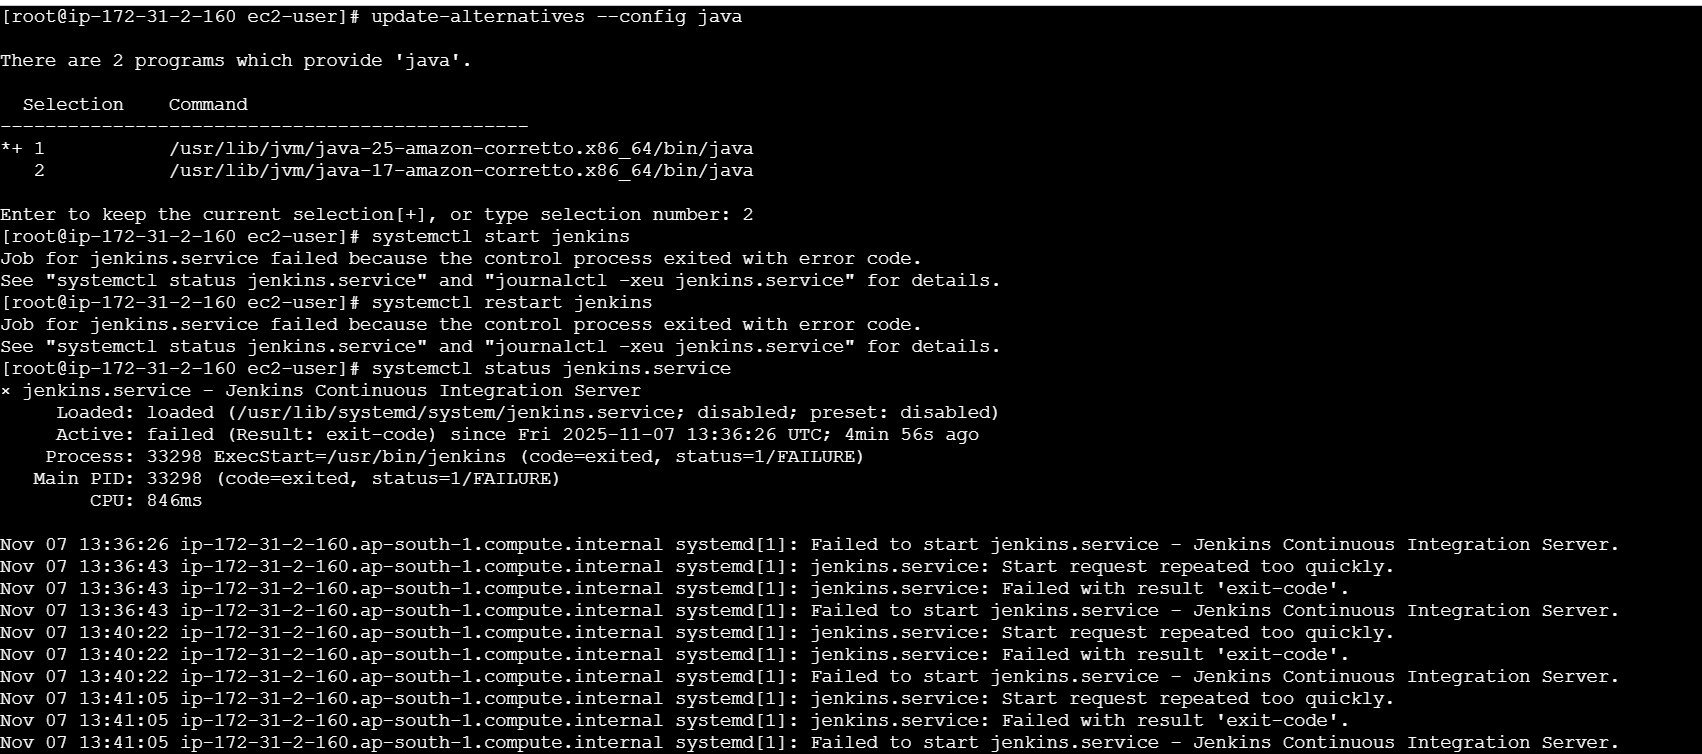 [root@ip-172-31-2-160 ec2-user]# update-alternatives --config java
There are 2 programs which provide 'java'.
  Selection    Command
-----------------------------------------------
*+ 1           /usr/lib/jvm/java-25-amazon-corretto.x86_64/bin/java
   2           /usr/lib/jvm/java-17-amazon-corretto.x86_64/bin/java
Enter to keep the current selection[+], or type selection number: 2
[root@ip-172-31-2-160 ec2-user]# systemctl start jenkins
Job for jenkins.service failed because the control process exited with error code.
See "systemctl status jenkins.service" and "journalctl -xeu jenkins.service" for details.
[root@ip-172-31-2-160 ec2-user]# systemctl restart jenkins
Job for jenkins.service failed because the control process exited with error code.
See "systemctl status jenkins.service" and "journalctl -xeu jenkins.service" for details.
[root@ip-172-31-2-160 ec2-user]# systemctl status jenkins.service
× jenkins.service - Jenkins Continuous Integration Server
     Loaded: loaded (/usr/lib/systemd/system/jenkins.service; disabled; preset: disabled)
     Active: failed (Result: exit-code) since Fri 2025-11-07 13:36:26 UTC; 4min 56s ago
    Process: 33298 ExecStart=/usr/bin/jenkins (code=exited, status=1/FAILURE)
   Main PID: 33298 (code=exited, status=1/FAILURE)
        CPU: 846ms
Nov 07 13:36:26 ip-172-31-2-160.ap-south-1.compute.internal systemd[1]: Failed to start jenkins.service - Jenkins Continuous Integration Server.
Nov 07 13:36:43 ip-172-31-2-160.ap-south-1.compute.internal systemd[1]: jenkins.service: Start request repeated too quickly.
Nov 07 13:36:43 ip-172-31-2-160.ap-south-1.compute.internal systemd[1]: jenkins.service: Failed with result 'exit-code'.
Nov 07 13:36:43 ip-172-31-2-160.ap-south-1.compute.internal systemd[1]: Failed to start jenkins.service - Jenkins Continuous Integration Server.
Nov 07 13:40:22 ip-172-31-2-160.ap-south-1.compute.internal systemd[1]: jenkins.service: Start request repeated too quickly.
Nov 07 13:40:22 ip-172-31-2-160.ap-south-1.compute.internal systemd[1]: jenkins.service: Failed with result 'exit-code'.
Nov 07 13:40:22 ip-172-31-2-160.ap-south-1.compute.internal systemd[1]: Failed to start jenkins.service - Jenkins Continuous Integration Server.
Nov 07 13:41:05 ip-172-31-2-160.ap-south-1.compute.internal systemd[1]: jenkins.service: Start request repeated too quickly.
Nov 07 13:41:05 ip-172-31-2-160.ap-south-1.compute.internal systemd[1]: jenkins.service: Failed with result 'exit-code'.
Nov 07 13:41:05 ip-172-31-2-160.ap-south-1.compute.internal systemd[1]: Failed to start jenkins.service - Jenkins Continuous Integration Server.